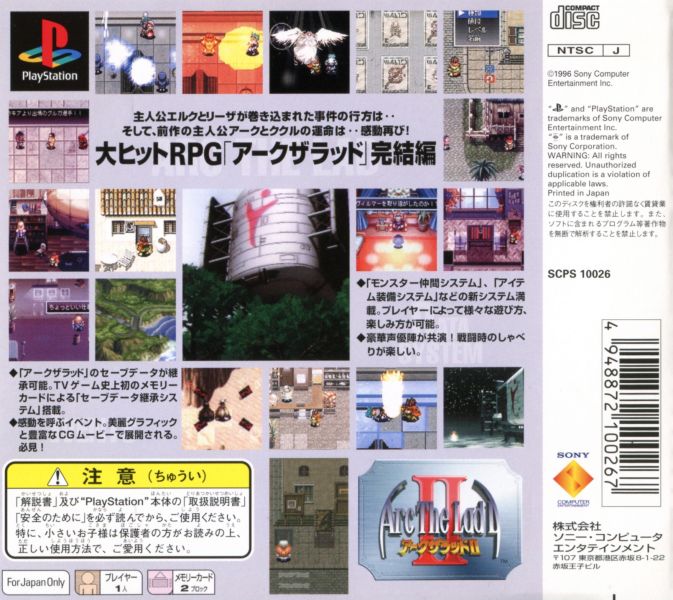 PlayStation
主人公エルクとリーザが巻き込まれた事件の行方は‥
そして、前作の主人公アークとククルの運命は‥感動再び!
大ヒットRPG「アークザラッド」完結編
◆「モンスター仲間システム」、「アイテ
ム装備システム」などの新システム満
載。プレイヤーによって様々な遊び方、
楽しみ方が可能。
◆豪華声優陣が共演!戦闘時のしゃべ
りが楽しい。
◆「アークザラッド」のセーブデータが継
承可能。TVゲーム史上初のメモリー
カードによる「セーブデータ継承シス
テム」搭載。
◆感動を呼ぶイベント。美麗グラフィック
と豊富なCGムービーで展開される。
必見!
注意(ちゅうい)
「解説書」及び"PlayStation"本体の「取扱説明書」
「安全のために」を必ず読んでから、ご使用ください。
特に、小さいお子様は保護者の方がお読みの上、
正しい使用方法で、ご愛用ください。
For Japan Only
プレイヤー
1人
メモリーカード
2ブロック
Arc The Lad II
アークザラッドII
TM
COMPACT
disc
NTSC J
©1996 Sony Computer
Entertainment Inc.
" " and "PlayStation" are
trademarks of Sony Computer
Entertainment Inc.
" " is a trademark of
Sony Corporation.
WARNING: All rights
reserved. Unauthorized
duplication is a violation of
applicable laws.
Printed in Japan
このディスクを権利者の許諾なく賃貸業
に使用することを禁止します。また、
ソフトに含まれるプログラム等著作物
を無断で解析することを禁止します。
SCPS 10026
4 948872 100267
SONY
COMPUTER
ENTERTAINMENT
株式会社
ソニー・コンピュータ
エンタテインメント
〒107 東京都港区赤坂8-1-22
赤坂王子ビル